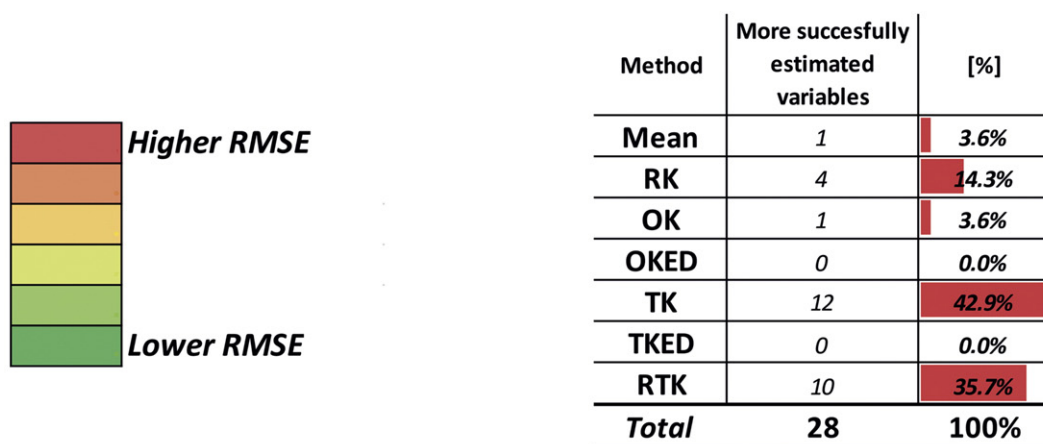 Higher RMSE
Lower RMSE
Method More succesfully estimated variables [%]
Mean 1 3.6%
RK 4 14.3%
OK 1 3.6%
OKED 0 0.0%
TK 12 42.9%
TKED 0 0.0%
RTK 10 35.7%
Total 28 100%